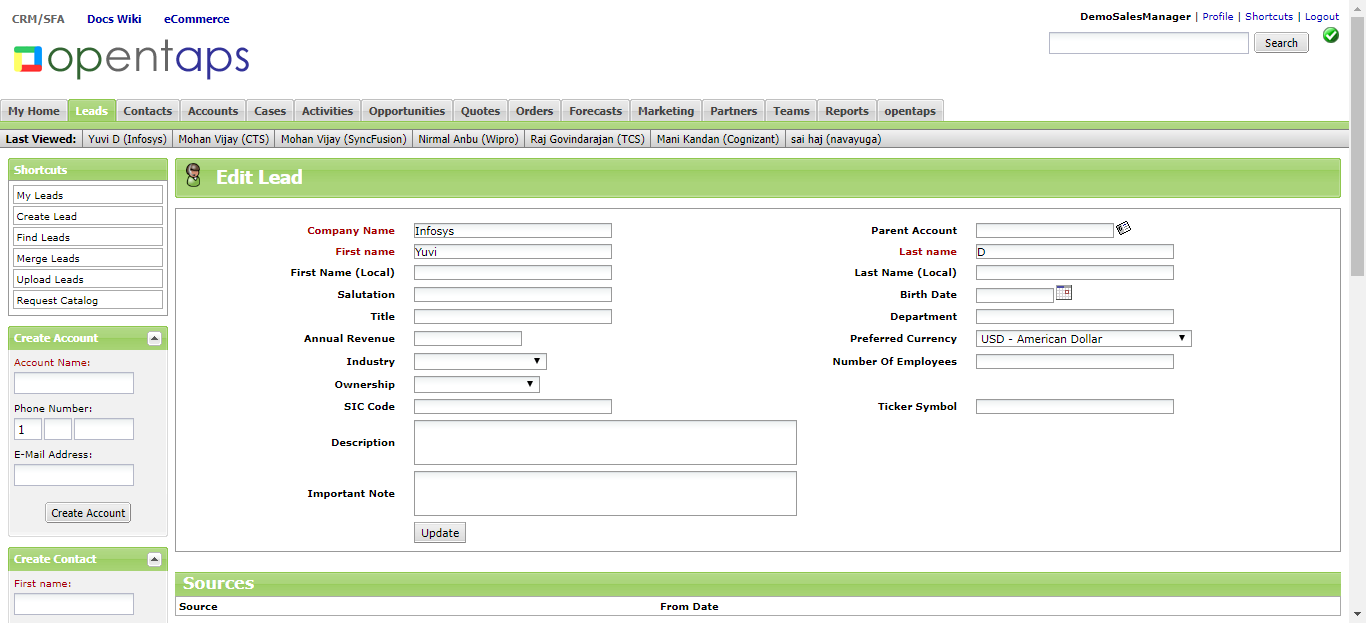 CRM/SFA Docs Wiki eCommerce
DemoSalesManager | Profile | Shortcuts | Logout
opentaps
Search
My Home Leads Contacts Accounts Cases Activities Opportunities Quotes Orders Forecasts Marketing Partners Teams Reports opentaps
Last Viewed: Yuvi D (Infosys) Mohan Vijay (CTS) Mohan Vijay (SyncFusion) Nirmal Anbu (Wipro) Raj Govindarajan (TCS) Mani Kandan (Cognizant) sai haj (navayuga)
Shortcuts
My Leads
Create Lead
Find Leads
Merge Leads
Upload Leads
Request Catalog
Create Account
Account Name:
Phone Number:
1
E-Mail Address:
Create Account
Create Contact
First name:
Edit Lead
Company Name Infosys Parent Account
First name Yuvi Last name D
First Name (Local) Last Name (Local)
Salutation Birth Date
Title Department
Annual Revenue Preferred Currency USD - American Dollar
Industry Number Of Employees
Ownership
SIC Code Ticker Symbol
Description
Important Note
Update
Sources
Source From Date